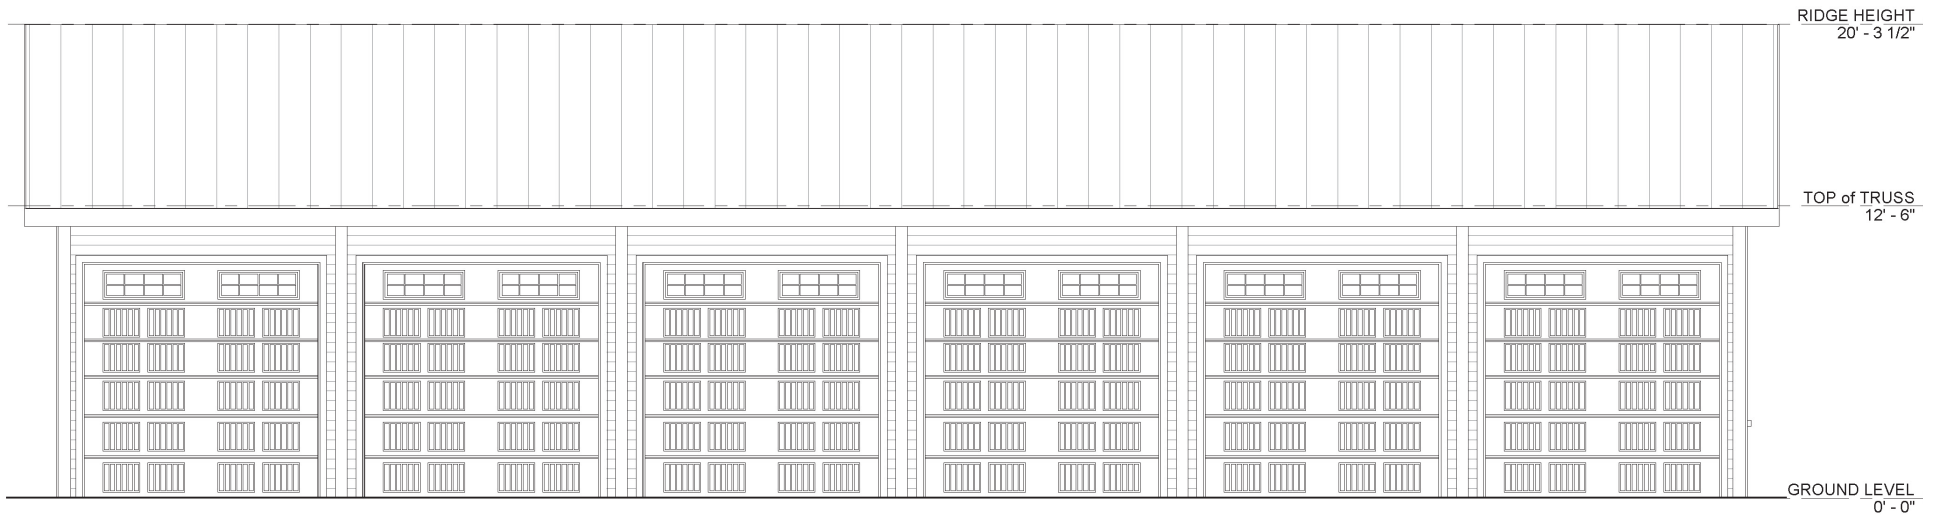 RIDGE HEIGHT
20' - 3 1/2"
TOP of TRUSS
12' - 6"
GROUND LEVEL
0' - 0"